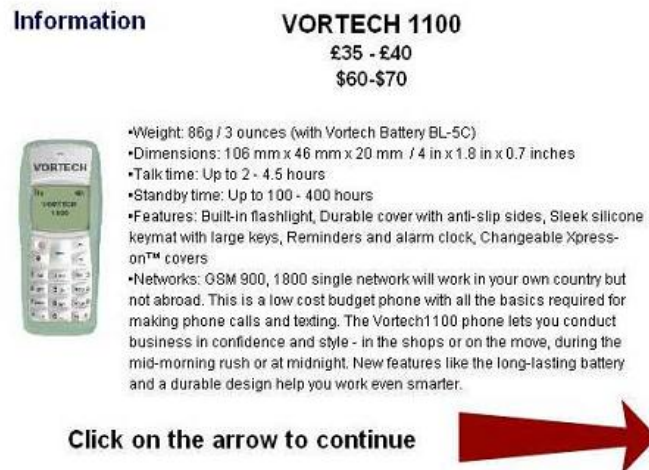 Information
VORTECH 1100
£35 - £40
$60-$70
•Weight: 86g / 3 ounces (with Vortech Battery BL-5C)
•Dimensions: 106 mm x 46 mm x 20 mm / 4 in x 1.8 in x 0.7 inches
•Talk time: Up to 2 - 4.5 hours
•Standby time: Up to 100 - 400 hours
•Features: Built-in flashlight, Durable cover with anti-slip sides, Sleek silicone
keymat with large keys, Reminders and alarm clock, Changeable Xpress-
on™ covers
•Networks: GSM 900, 1800 single network will work in your own country but
not abroad. This is a low cost budget phone with all the basics required for
making phone calls and texting. The Vortech1100 phone lets you conduct
business in confidence and style - in the shops or on the move, during the
mid-morning rush or at midnight. New features like the long-lasting battery
and a durable design help you work even smarter.
VORTECH
VORTECH
1100
Click on the arrow to continue